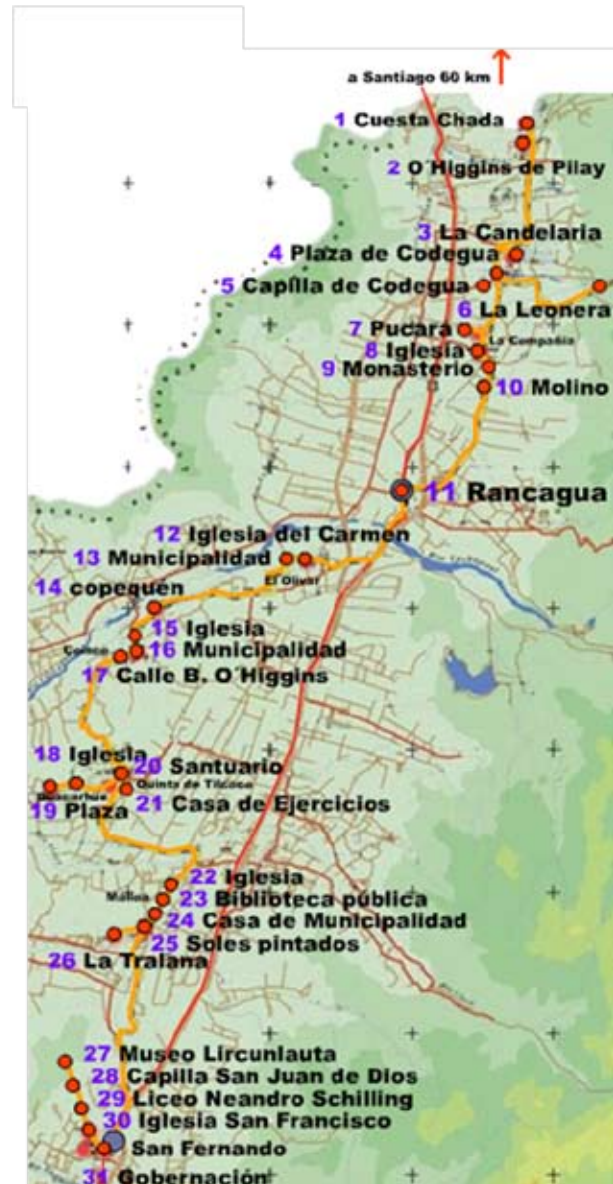 a Santiago 60 km
1 Cuesta Chada
2 O´Higgins de Pilay
3 La Candelaria
4 Plaza de Codegua
5 Capilla de Codegua
6 La Leonera
7 Pucara
La Compañia
8 Iglesia
9 Monasterio
10 Molino
11 Rancagua
12 Iglesia del Carmen
13 Municipalidad
El Olivar
14 copequen
15 Iglesia
Coinco
16 Municipalidad
17 Calle B. O´Higgins
18 Iglesia
20 Santuario
Quinta de Tilcoco
Guacarhue
19 Plaza
21 Casa de Ejercicios
22 Iglesia
Malloa
23 Biblioteca pública
24 Casa de Municipalidad
25 Soles pintados
26 La Tralana
27 Museo Lircunlauta
28 Capilla San Juan de Dios
29 Liceo Neandro Schilling
30 Iglesia San Francisco
San Fernando
31 Gobernación